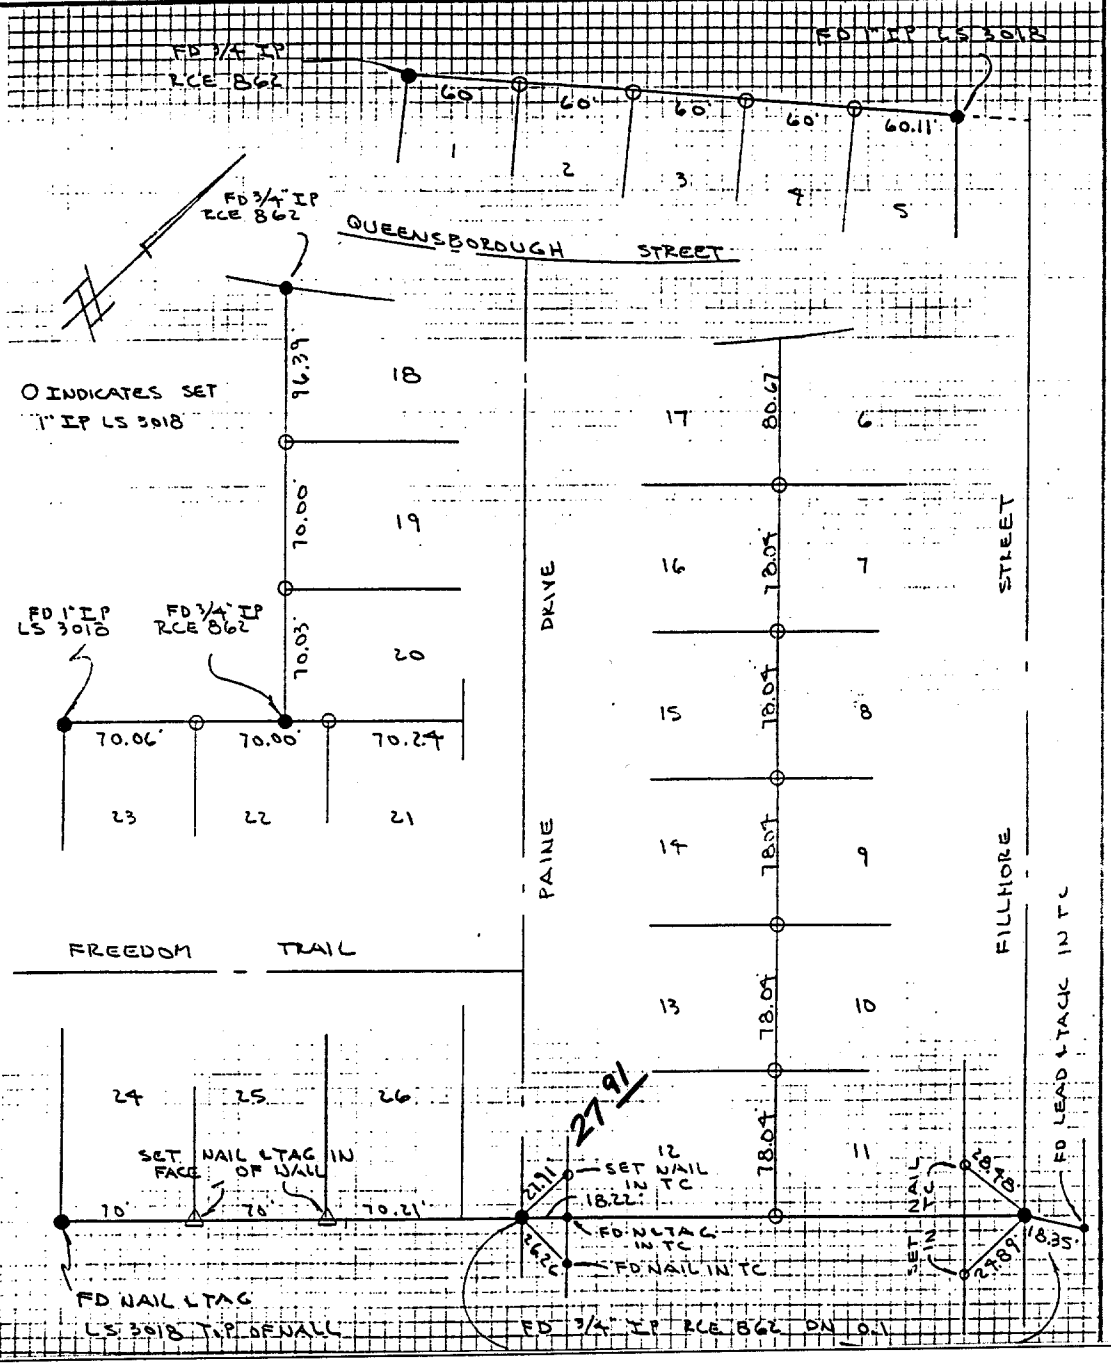 FD 3/4" IP
RCE 862
FD 1" IP LS 3018
60'
60'
60'
60'
60.11'
1
2
3
4
5
FD 3/4" IP
RCE 862
QUEENSBOROUGH STREET
96.39'
18
O INDICATES SET
1" IP LS 3018
17
80.67'
6
70.00'
19
16
78.04'
7
STREET
DRIVE
FD 1" IP
LS 3018
FD 3/4" IP
RCE 862
70.03'
20
15
78.04'
8
70.06'
70.00'
70.24
23
22
21
14
78.04
9
PAINE
FILLMORE
FREEDOM TRAIL
13
78.04
10
FD LEAD & TACK IN TC
24
25
26
27.91
12
78.04'
11
SET NAIL & TAG IN
FACE OF WALL
27.91'
SET NAIL
IN TC
18.22'
SET NAIL
IN TC
28.48
70'
70'
70.21'
FD N & TAG
IN TC
26.26
FD NAIL IN TC
24.89'
18.35'
FD NAIL & TAG
LS 3018 TOP OF WALL
FD 3/4" IP RCE 862 DN 0.1